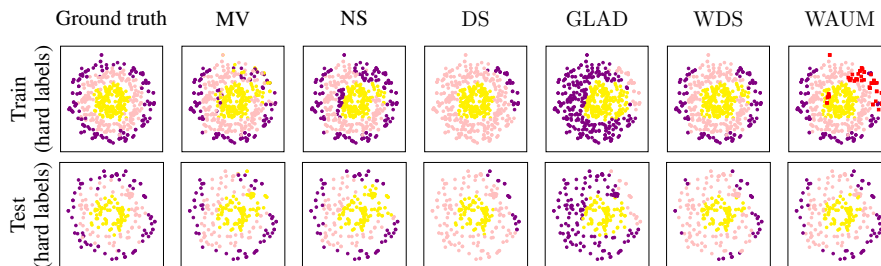 Ground truth MV NS DS GLAD WDS WAUM
Train
(hard labels)
Test
(hard labels)